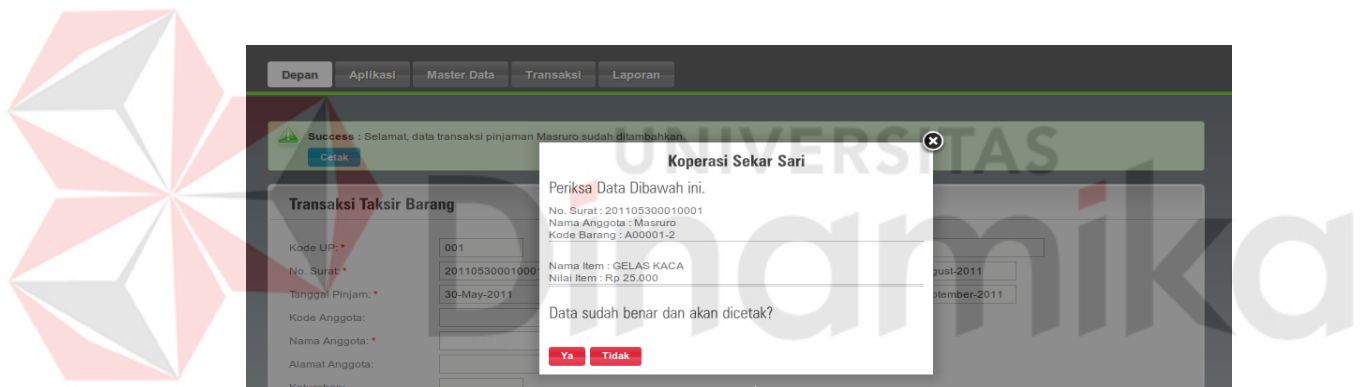 Depan Aplikasi Master Data Transaksi Laporan
Success : Selamat, data transaksi pinjaman Masruro sudah ditambahkan.
Cetak
UNIVERSITAS
Dinamika
Transaksi Taksir Barang
Kode UP: * 001
No. Surat: * 20110530001000 gust-2011
Tanggal Pinjam: * 30-May-2011 ptember-2011
Kode Anggota:
Nama Anggota: *
Alamat Anggota:
Kelurahan:
Koperasi Sekar Sari
Periksa Data Dibawah ini.
No. Surat : 201105300010001
Nama Anggota : Masruro
Kode Barang : A00001-2
Nama Item : GELAS KACA
Nilai Item : Rp 25.000
Data sudah benar dan akan dicetak?
Ya Tidak